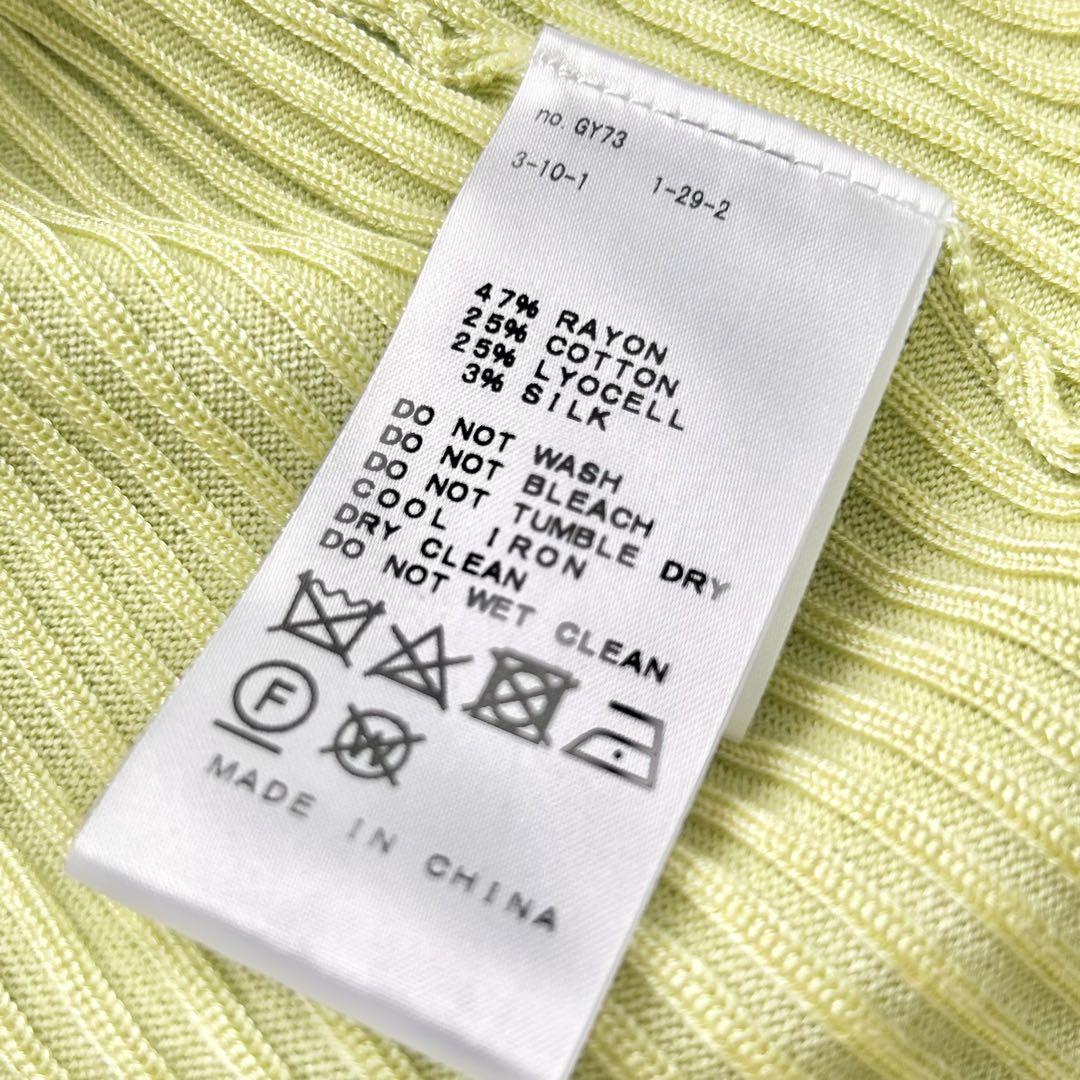 no. GY73
3-10-1 1-29-2
47% RAYON
25% COTTON
25% LYOCELL
3% SILK
DO NOT WASH
DO NOT BLEACH
DO NOT TUMBLE DRY
COOL IRON
DRY CLEAN
DO NOT WET CLEAN
F
W
MADE IN CHINA